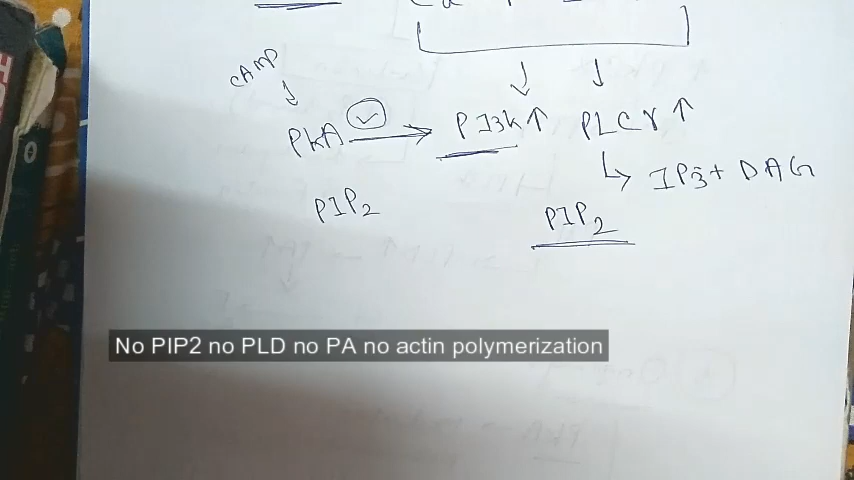 cAMP
↓
PKA ✓ → PI3K↑ PLCγ↑
↳ IP3 + DAG
PIP2
PIP2
No PIP2 no PLD no PA no actin polymerization